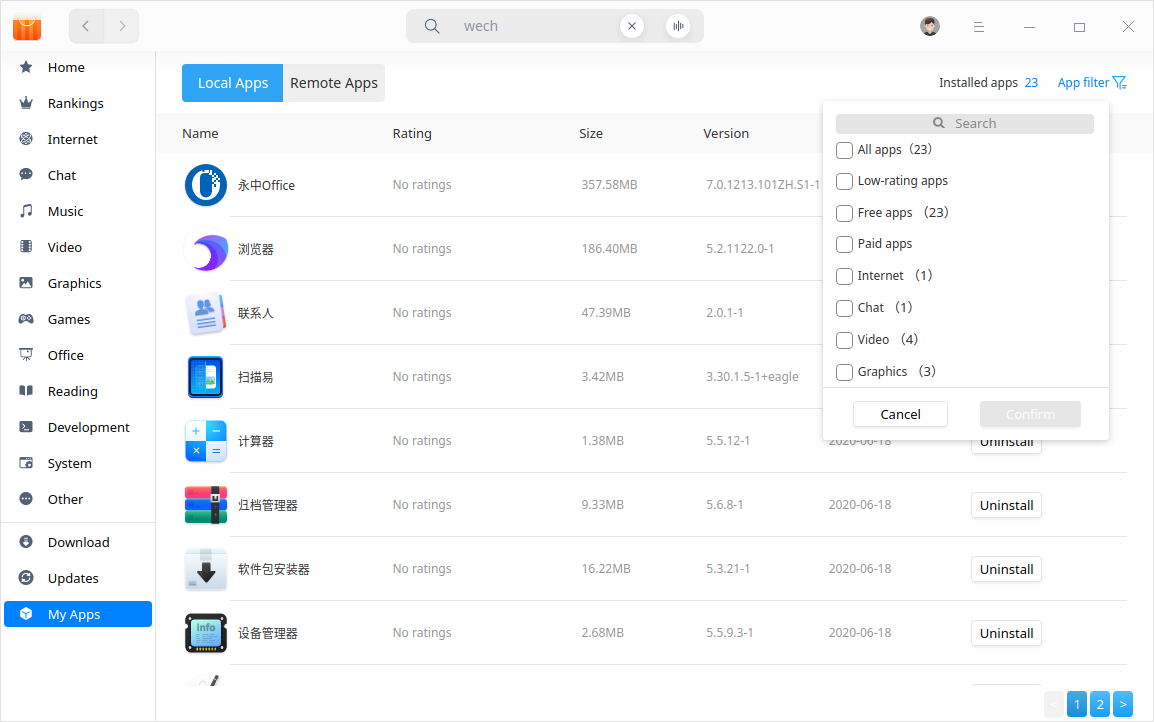 wech
Home
Rankings
Internet
Chat
Music
Video
Graphics
Games
Office
Reading
Development
System
Other
Download
Updates
My Apps
Local Apps Remote Apps
Installed apps 23 App filter
Name Rating Size Version
永中Office No ratings 357.58MB 7.0.1213.101ZH.S1-1
浏览器 No ratings 186.40MB 5.2.1122.0-1
联系人 No ratings 47.39MB 2.0.1-1
扫描易 No ratings 3.42MB 3.30.1.5-1+eagle
计算器 No ratings 1.38MB 5.5.12-1 2020-06-18 Uninstall
归档管理器 No ratings 9.33MB 5.6.8-1 2020-06-18 Uninstall
软件包安装器 No ratings 16.22MB 5.3.21-1 2020-06-18 Uninstall
Info
设备管理器 No ratings 2.68MB 5.5.9.3-1 2020-06-18 Uninstall
Search
All apps（23）
Low-rating apps
Free apps （23）
Paid apps
Internet （1）
Chat （1）
Video （4）
Graphics （3）
Cancel Confirm
< 1 2 >